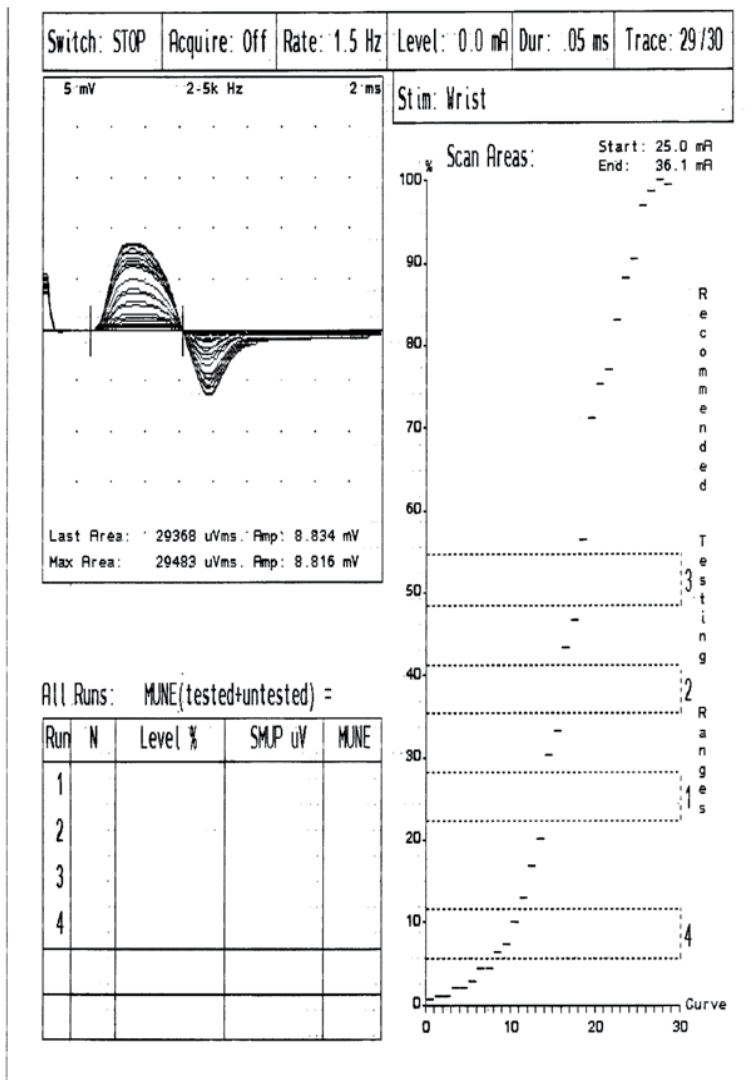 Switch: STOP Acquire: Off Rate: 1.5 Hz Level: 0.0 mA Dur: .05 ms Trace: 29/30
5 mV 2-5k Hz 2 ms
Stim: Wrist
Scan Areas:
Start: 25.0 mA
End: 36.1 mA
%
100
90
80
70
60
50
40
30
20
10
0
0 10 20 30
Curve
3
2
1
4
Recommended Testing Ranges
Last Area: 29368 uVms. Amp: 8.834 mV
Max Area: 29483 uVms. Amp: 8.816 mV
All Runs: MUNE(tested+untested) =
Run N Level % SMUP uV MUNE
1
2
3
4